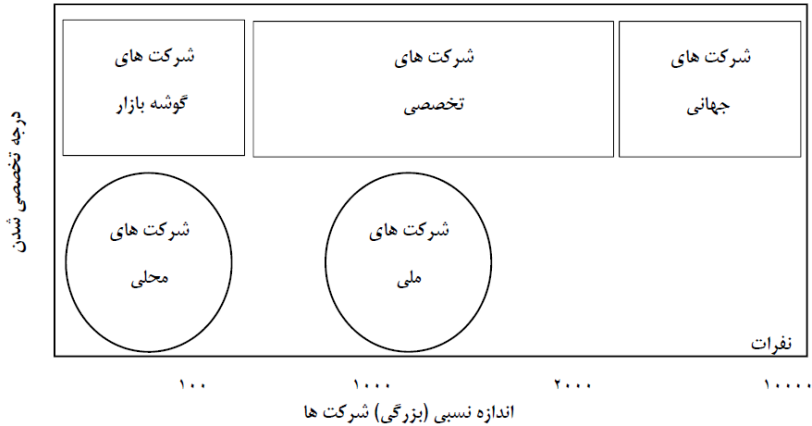 شرکت های
گوشه بازار
شرکت های
تخصصی
شرکت های
جهانی
درجه تخصصی شدن
شرکت های
محلی
شرکت های
ملی
نفرات
۱۰۰ ۱۰۰۰ ۲۰۰۰ ۱۰۰۰۰
اندازه نسبی (بزرگی) شرکت ها